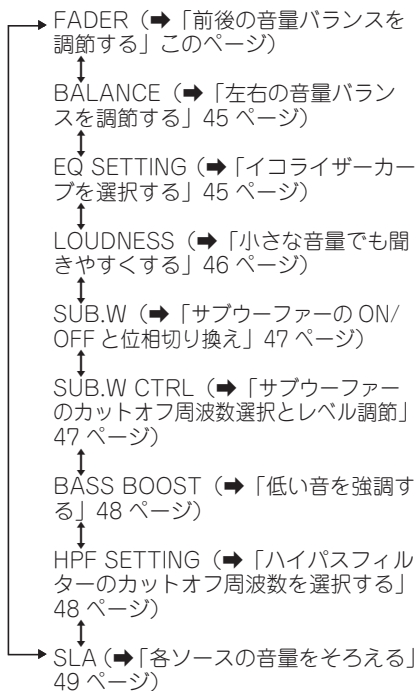 FADER（➡「前後の音量バランスを
調節する」このページ）
BALANCE（➡「左右の音量バラン
スを調節する」45 ページ）
EQ SETTING（➡「イコライザーカー
ブを選択する」45 ページ）
LOUDNESS（➡「小さな音量でも聞
きやすくする」46 ページ）
SUB.W（➡「サブウーファーの ON/
OFF と位相切り換え」47 ページ）
SUB.W CTRL（➡「サブウーファー
のカットオフ周波数選択とレベル調節」
47 ページ）
BASS BOOST（➡「低い音を強調す
る」48 ページ）
HPF SETTING（➡「ハイパスフィル
ターのカットオフ周波数を選択する」
48 ページ）
SLA（➡「各ソースの音量をそろえる」
49 ページ）